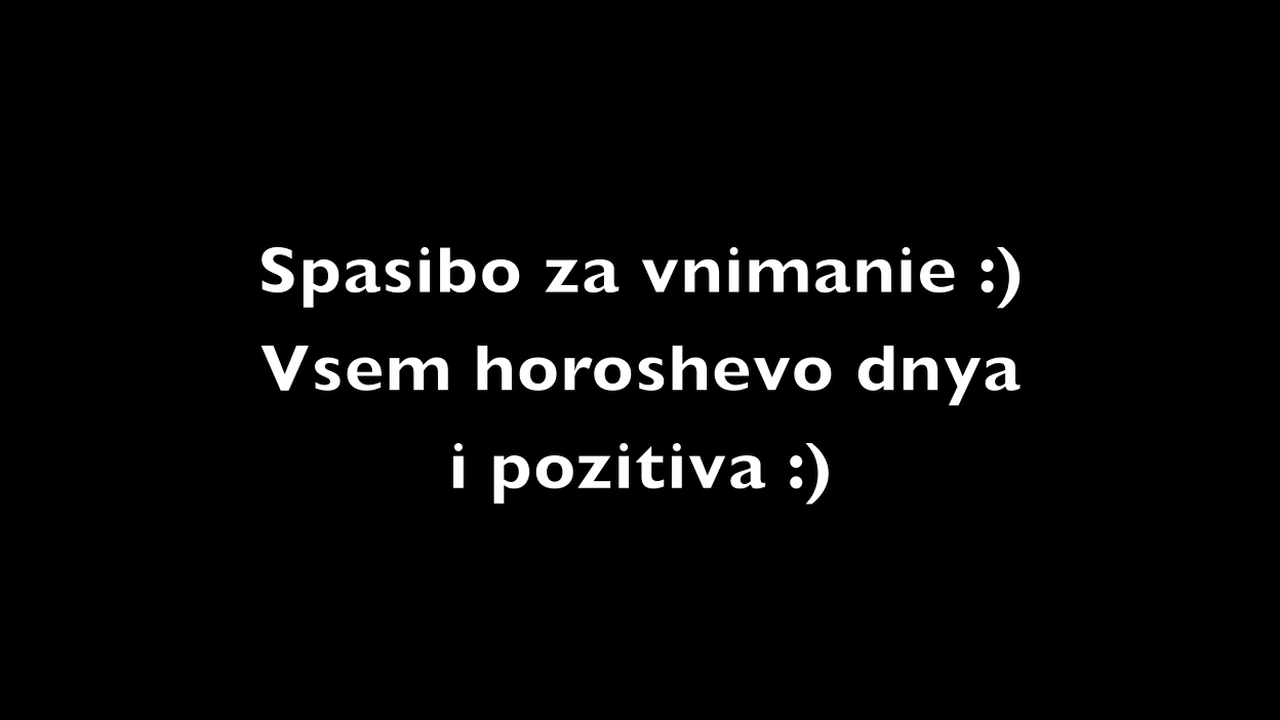 Spasibo za vnimanie :)
Vsem horoshevo dnya
i pozitiva :)